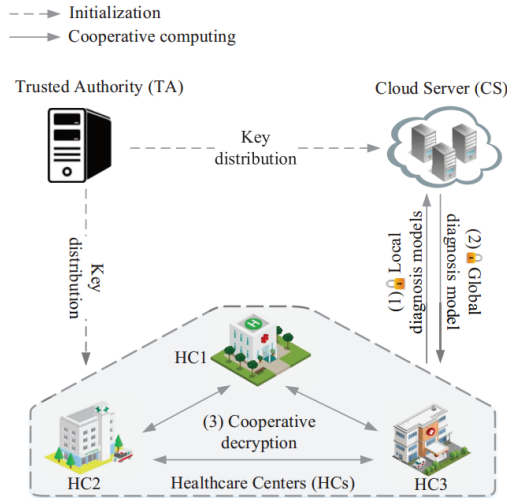 Initialization
Cooperative computing
Trusted Authority (TA)
Cloud Server (CS)
Key
distribution
Key
distribution
(1) Local
diagnosis models
(2) Global
diagnosis model
HC1
(3) Cooperative
decryption
HC2
Healthcare Centers (HCs)
HC3